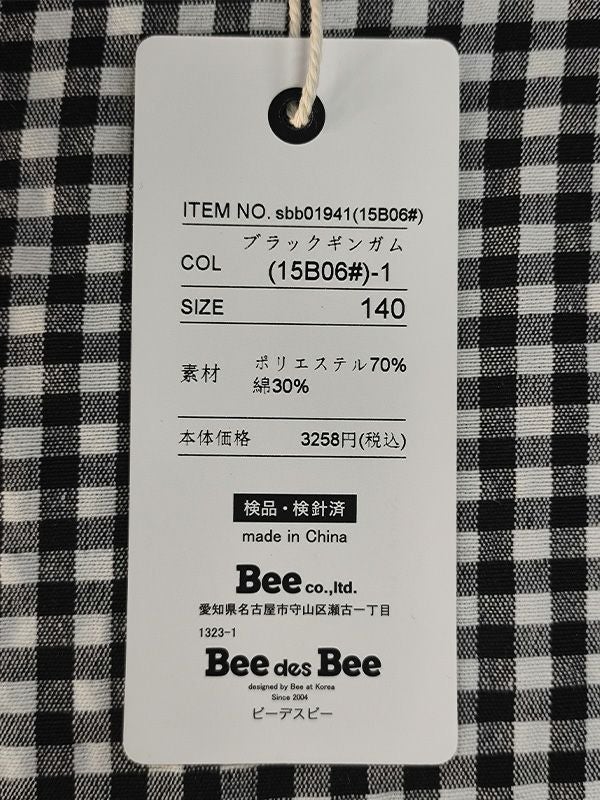 ITEM NO. sbb01941(15B06#)
ブラックギンガム
COL (15B06#)-1
SIZE 140
素材 ポリエステル70%
綿30%
本体価格 3258円(税込)
検品・検針済
made in China
Bee co.,ltd.
愛知県名古屋市守山区瀬古一丁目
1323-1
Bee des Bee
designed by Bee at Korea
Since 2004
ビーデスビー